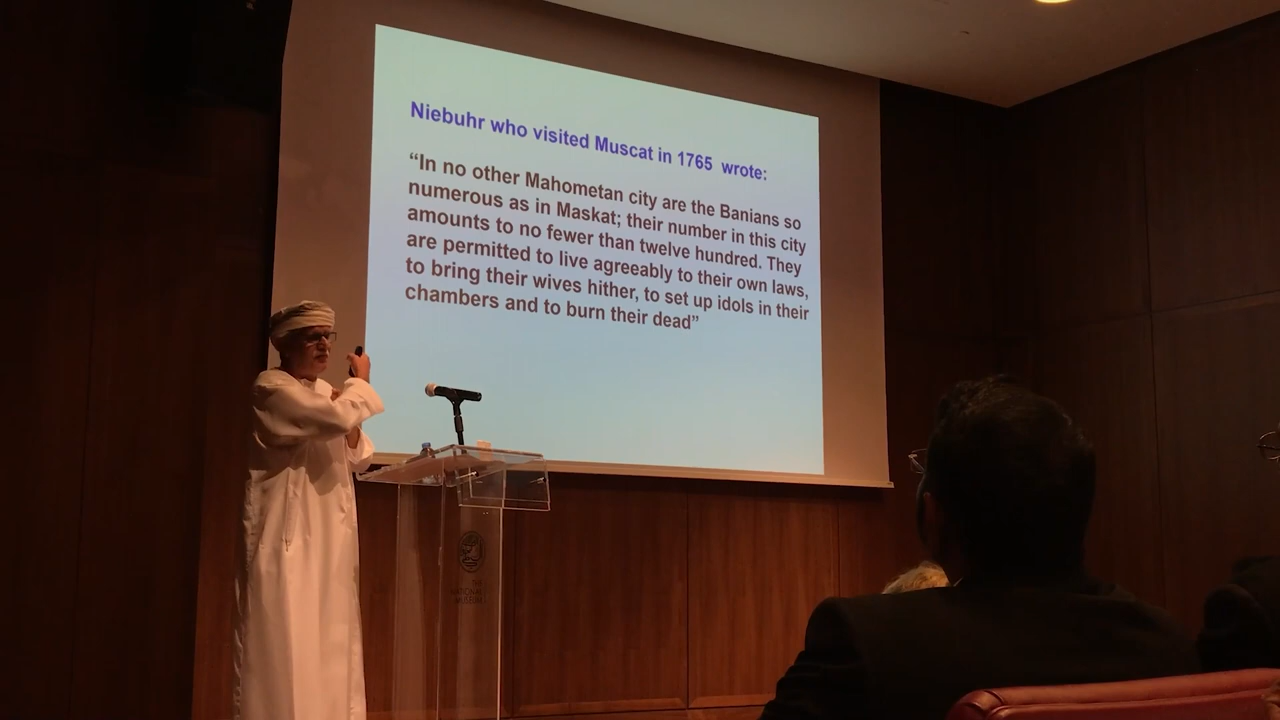 Niebuhr who visited Muscat in 1765 wrote:
“In no other Mahometan city are the Banians so
numerous as in Maskat; their number in this city
amounts to no fewer than twelve hundred. They
are permitted to live agreeably to their own laws,
to bring their wives hither, to set up idols in their
chambers and to burn their dead”
THE
NATIONAL
MUSEUM